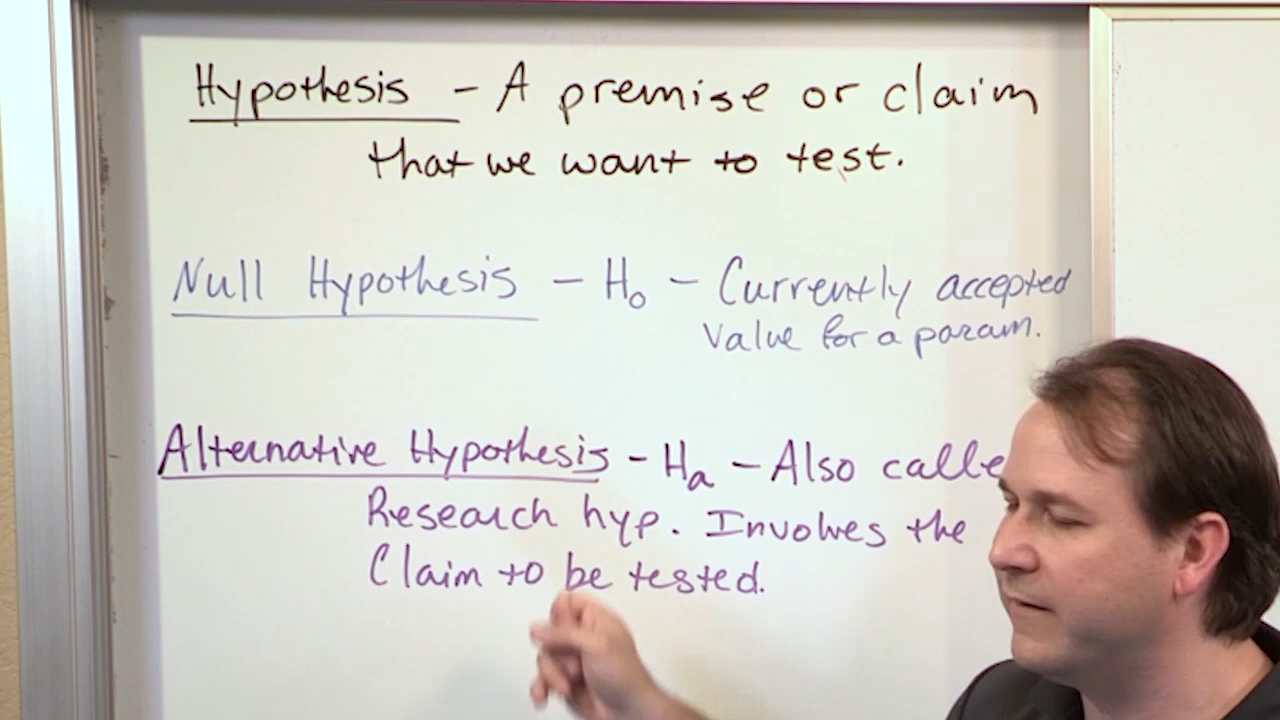 Hypothesis - A premise or claim
that we want to test.
Null Hypothesis - H₀ - Currently accepted
Value for a param.
Alternative Hypothesis - Hₐ - Also calle
Research hyp. Involves the
Claim to be tested.